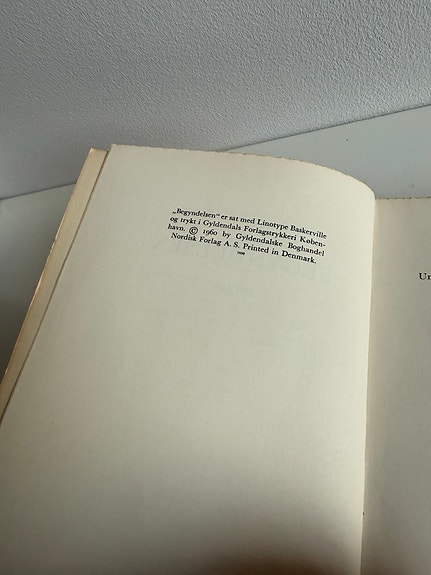 „Begyndelsen“ er sat med Linotype Baskerville
og trykt i Gyldendals Forlagstrykkeri Køben-
havn. © 1960 by Gyldendalske Boghandel
Nordisk Forlag A. S. Printed in Denmark.
Un